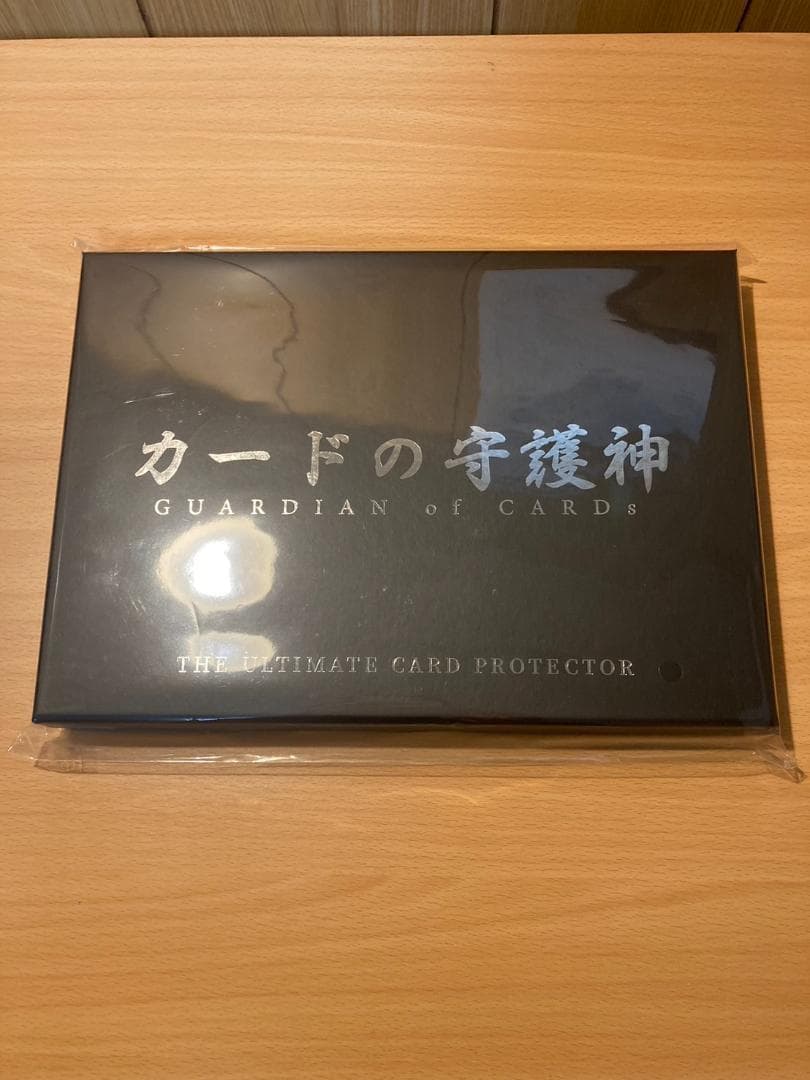 カードの守護神
GUARDIAN of CARDs
THE ULTIMATE CARD PROTECTOR